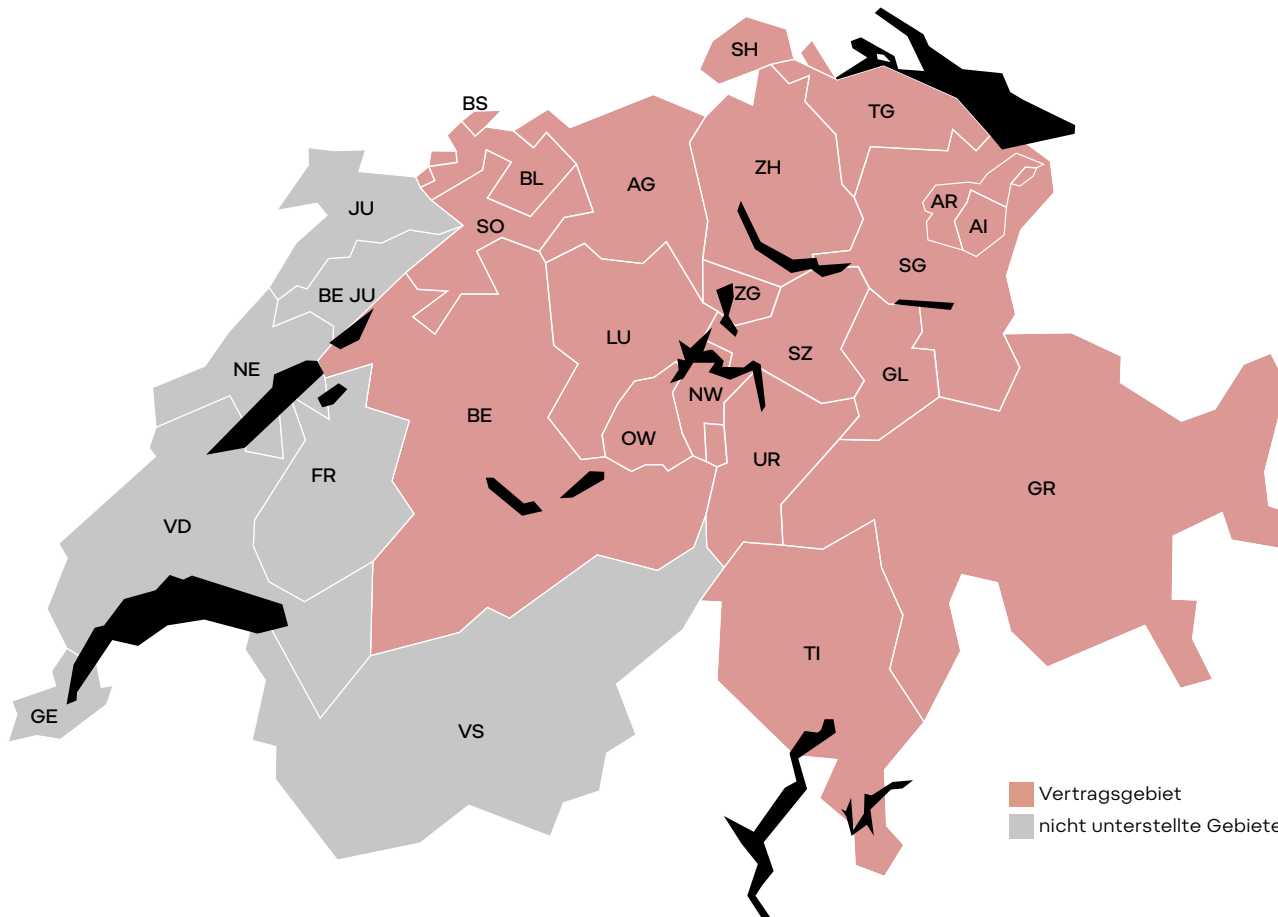 SH
BS
TG
ZH
BL
AG
JU
AR
SO
AI
SG
BE JU
ZG
LU
SZ
NE
GL
NW
BE
OW
UR
FR
GR
VD
TI
GE
VS
Vertragsgebiet
nicht unterstellte Gebiete